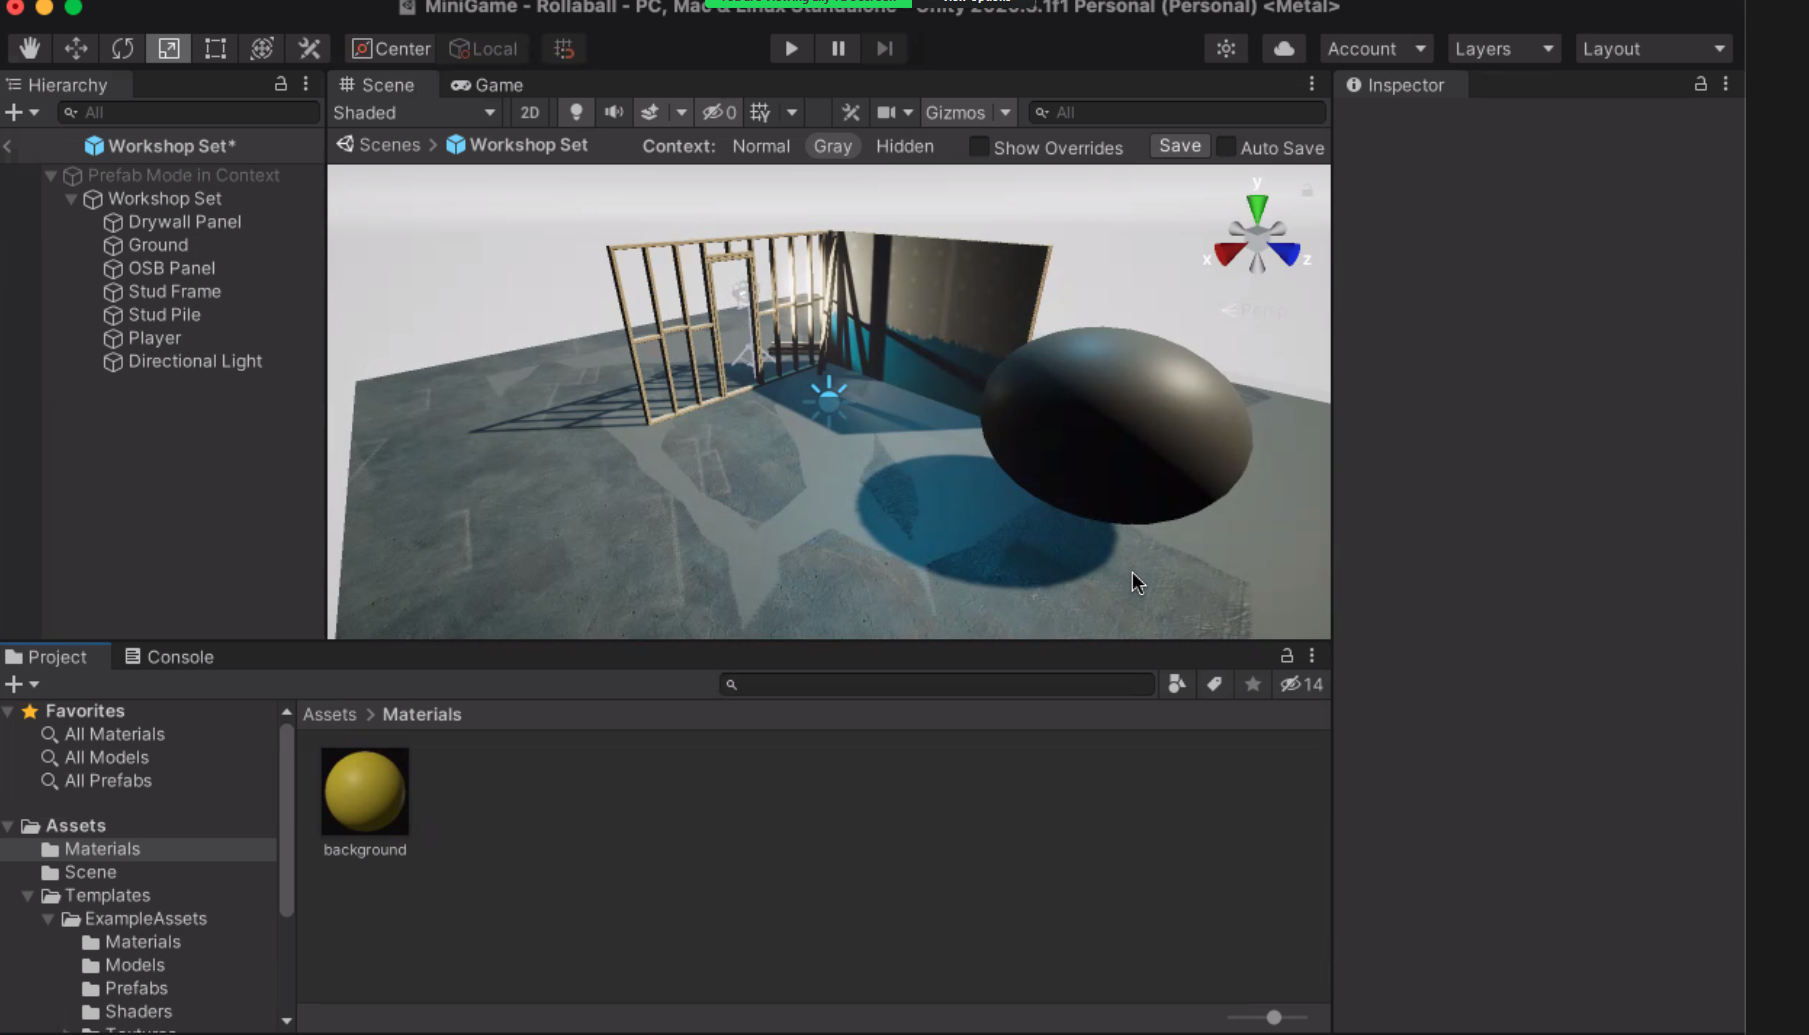 MiniGame - Rollaball - PC, Mac & Linux Standalone - Unity
.1f1 Personal (Personal) <Metal>
Center
Local
Account
Layers
Layout
Hierarchy
Scene
Game
Inspector
All
Shaded
2D
0
Gizmos
All
Workshop Set*
Scenes > Workshop Set
Context: Normal Gray Hidden
Show Overrides
Save
Auto Save
Prefab Mode in Context
Workshop Set
Drywall Panel
Ground
OSB Panel
Stud Frame
Stud Pile
Player
Directional Light
y
x
z
Persp
Project
Console
14
Favorites
All Materials
All Models
All Prefabs
Assets > Materials
background
Assets
Materials
Scene
Templates
ExampleAssets
Materials
Models
Prefabs
Shaders